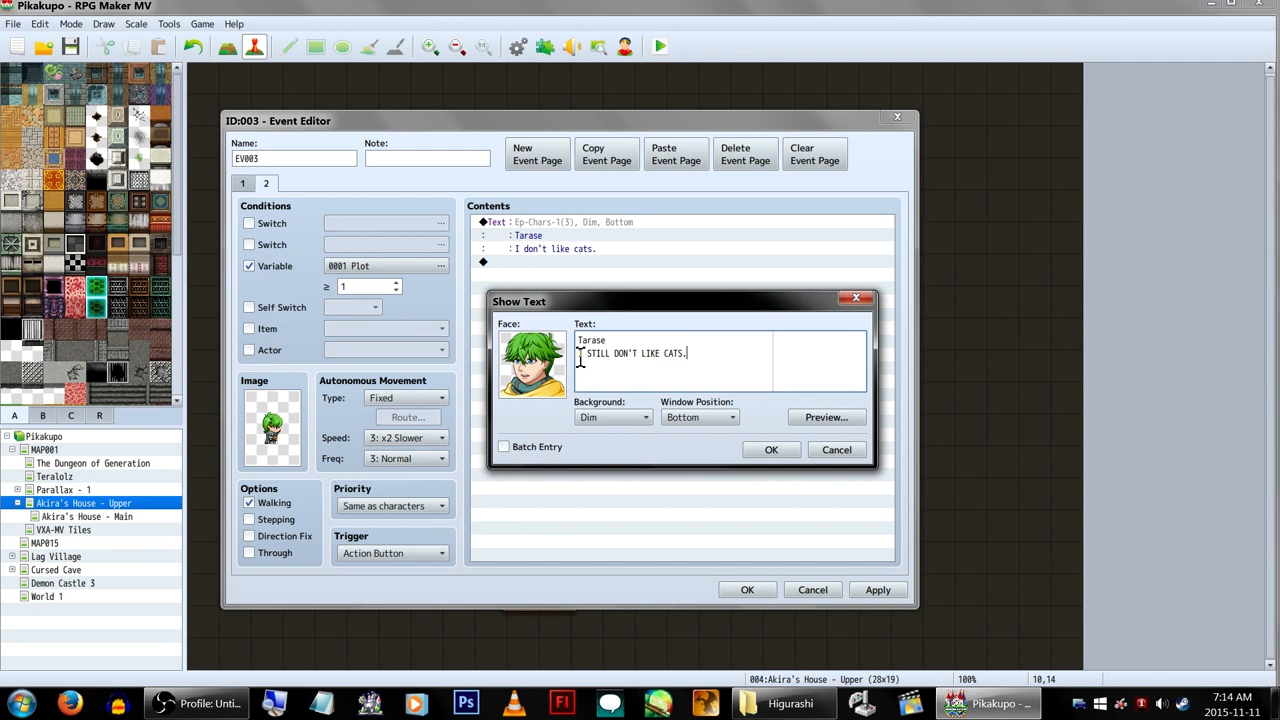 Pikakupo - RPG Maker MV
File Edit Mode Draw Scale Tools Game Help
ID:003 - Event Editor
Name: Note:
EV003
New Event Page
Copy Event Page
Paste Event Page
Delete Event Page
Clear Event Page
1 2
Conditions
Switch ...
Switch ...
Variable 0001 Plot ...
≥ 1
Self Switch
Item
Actor
Image
Autonomous Movement
Type: Fixed
Route...
Speed: 3: x2 Slower
Freq: 3: Normal
Options
Walking
Stepping
Direction Fix
Through
Priority
Same as characters
Trigger
Action Button
Contents
◆Text : Ep-Chars-1(3), Dim, Bottom
: : Tarase
: : I don't like cats.
◆
Show Text
Face: Text:
Tarase
STILL DON'T LIKE CATS.
Background: Window Position:
Dim Bottom Preview...
Batch Entry OK Cancel
OK Cancel Apply
A B C R
Pikakupo
MAP001
The Dungeon of Generation
Teralolz
Parallax - 1
Akira's House - Upper
Akira's House - Main
VXA-MV Tiles
MAP015
Lag Village
Cursed Cave
Demon Castle 3
World 1
004:Akira's House - Upper (28x19) 100% 10,14
Profile: Unti... Ps Fl Higurashi Pikakupo - ...
7:14 AM
2015-11-11